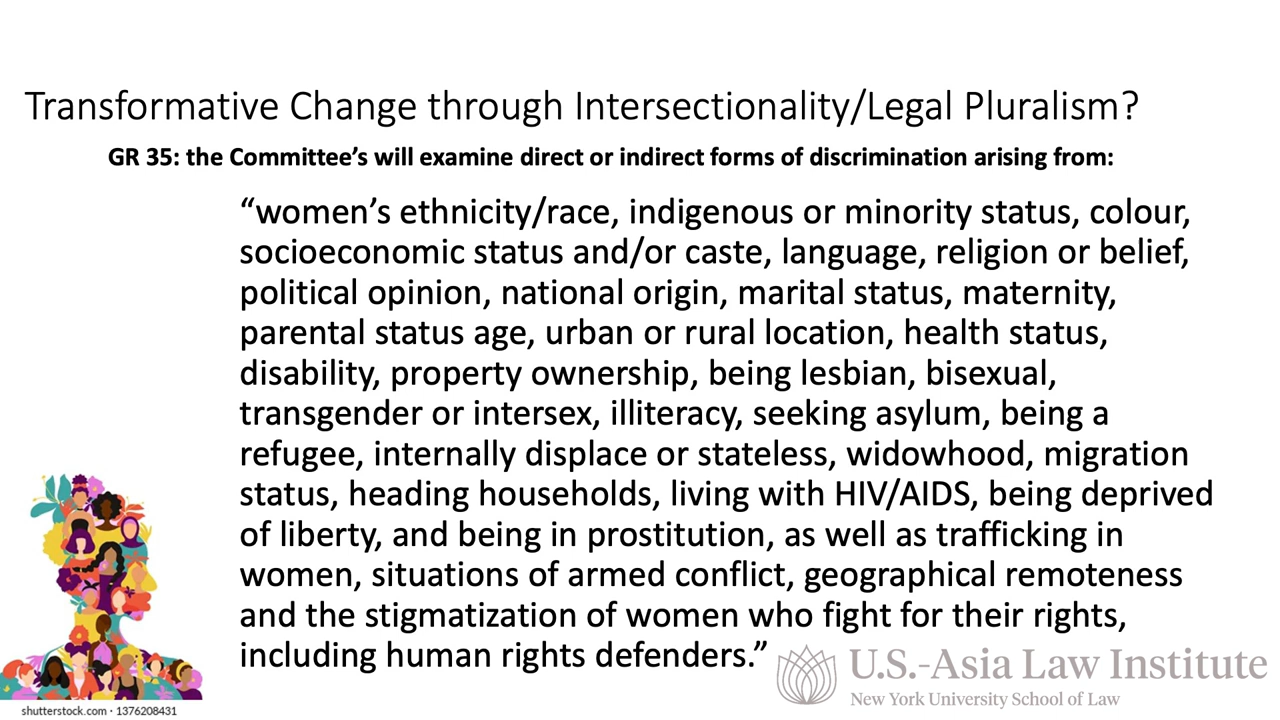 Transformative Change through Intersectionality/Legal Pluralism?
GR 35: the Committee’s will examine direct or indirect forms of discrimination arising from:
“women’s ethnicity/race, indigenous or minority status, colour,
socioeconomic status and/or caste, language, religion or belief,
political opinion, national origin, marital status, maternity,
parental status age, urban or rural location, health status,
disability, property ownership, being lesbian, bisexual,
transgender or intersex, illiteracy, seeking asylum, being a
refugee, internally displace or stateless, widowhood, migration
status, heading households, living with HIV/AIDS, being deprived
of liberty, and being in prostitution, as well as trafficking in
women, situations of armed conflict, geographical remoteness
and the stigmatization of women who fight for their rights,
including human rights defenders.”
U.S.-Asia Law Institute
New York University School of Law
shutterstock.com · 1376208431